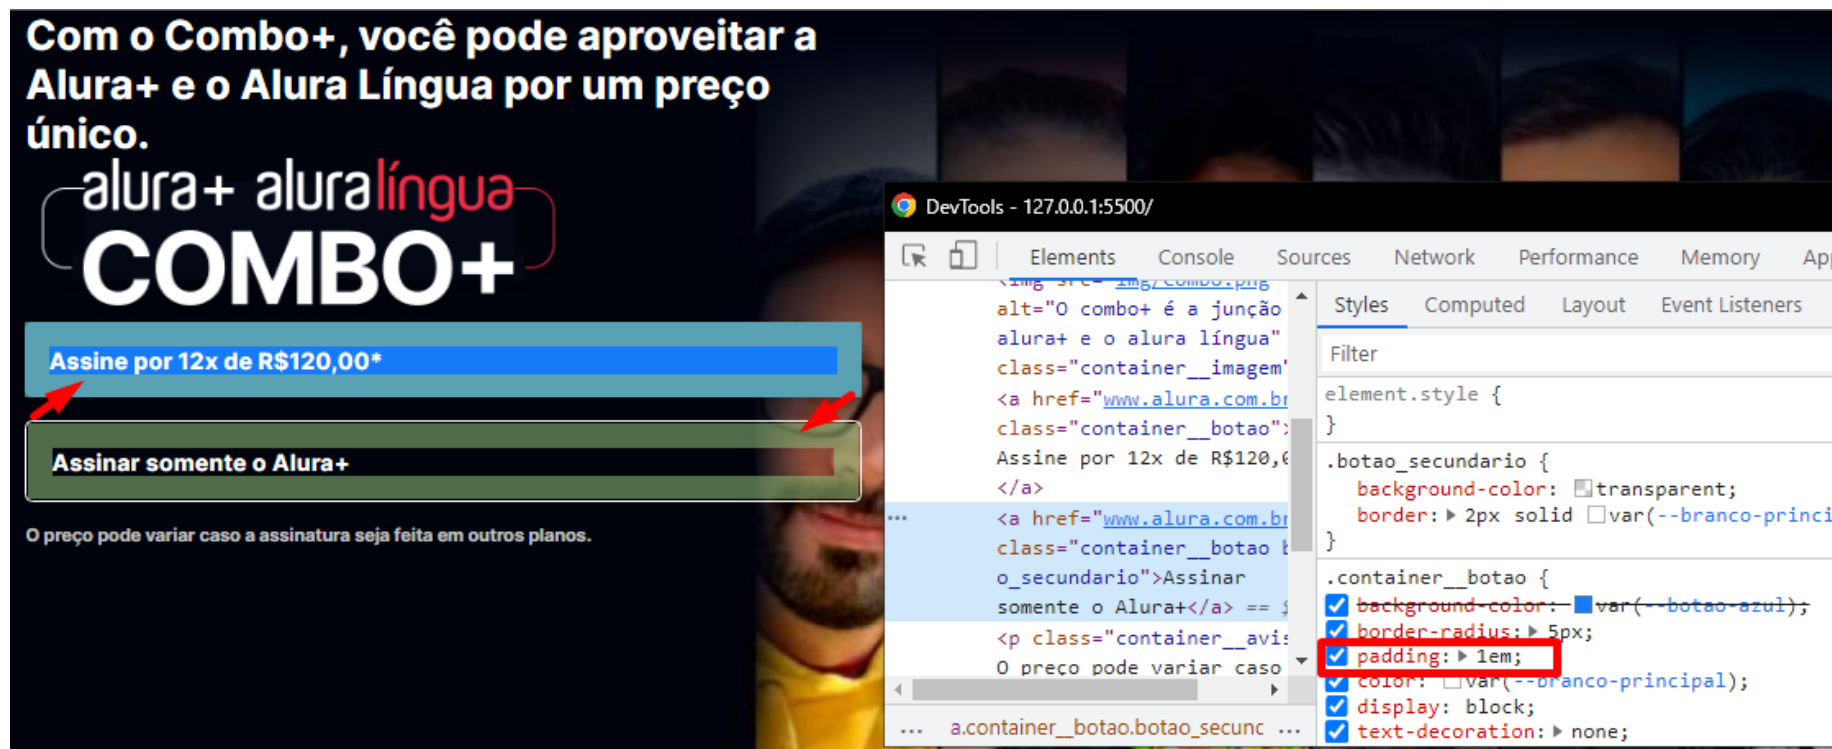 Com o Combo+, você pode aproveitar a
Alura+ e o Alura Língua por um preço
único.
alura+ aluralíngua
COMBO+
Assine por 12x de R$120,00*
Assinar somente o Alura+
O preço pode variar caso a assinatura seja feita em outros planos.
DevTools - 127.0.0.1:5500/
Elements Console Sources Network Performance Memory App
<img src="img/combo.png"
alt="O combo+ é a junção
alura+ e o alura língua"
class="container__imagem"
<a href="www.alura.com.br
class="container__botao">
Assine por 12x de R$120,0
</a>
<a href="www.alura.com.br
class="container__botao b
o_secundario">Assinar
somente o Alura+</a> == $
<p class="container__avis
O preço pode variar caso
... a.container__botao.botao_secunc ...
Styles Computed Layout Event Listeners
Filter
element.style {
}
.botao_secundario {
background-color: transparent;
border: 2px solid var(--branco-princi
}
.container__botao {
background-color: var(--botao-azul);
border-radius: 5px;
padding: 1em;
color: var(--branco-principal);
display: block;
text-decoration: none;